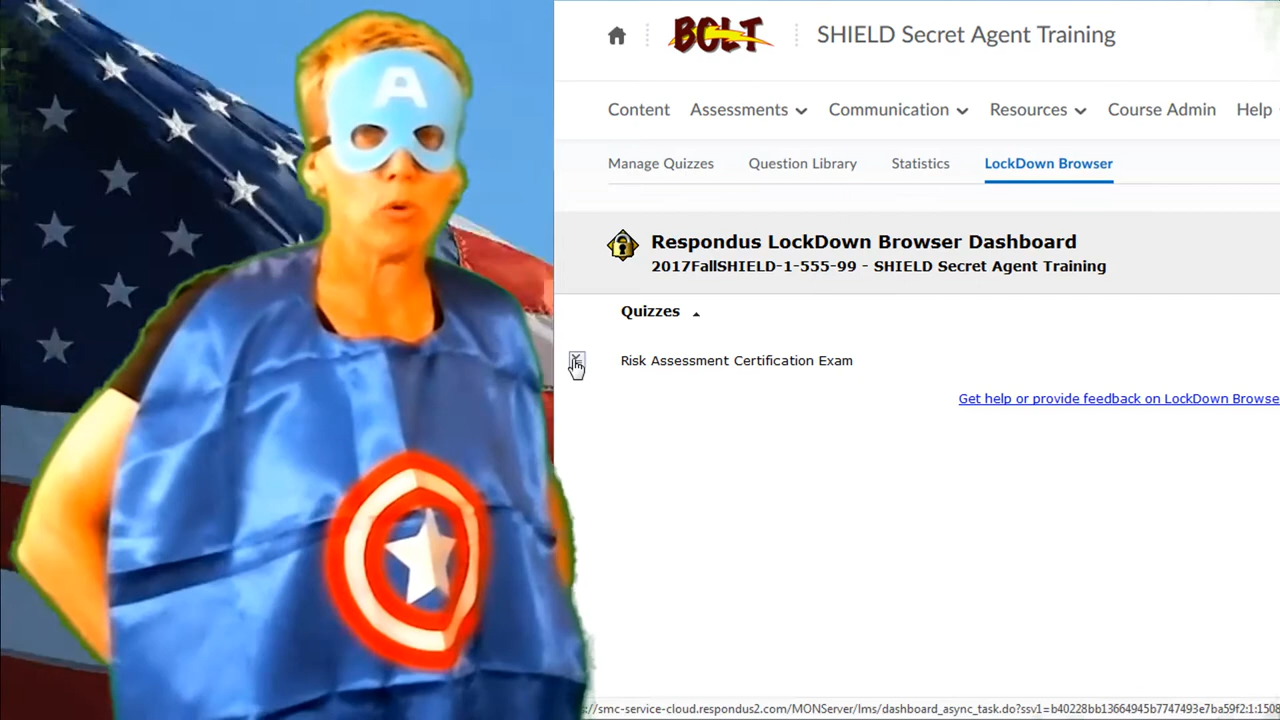 A
BOLT
SHIELD Secret Agent Training
Content Assessments Communication Resources Course Admin Help
Manage Quizzes Question Library Statistics LockDown Browser
Respondus LockDown Browser Dashboard
2017FallSHIELD-1-555-99 - SHIELD Secret Agent Training
Quizzes
Risk Assessment Certification Exam
Get help or provide feedback on LockDown Browse
://smc-service-cloud.respondus2.com/MONServer/lms/dashboard_async_task.do?ssv1=b40228bb13664945b7747493e7ba59f2:1:150